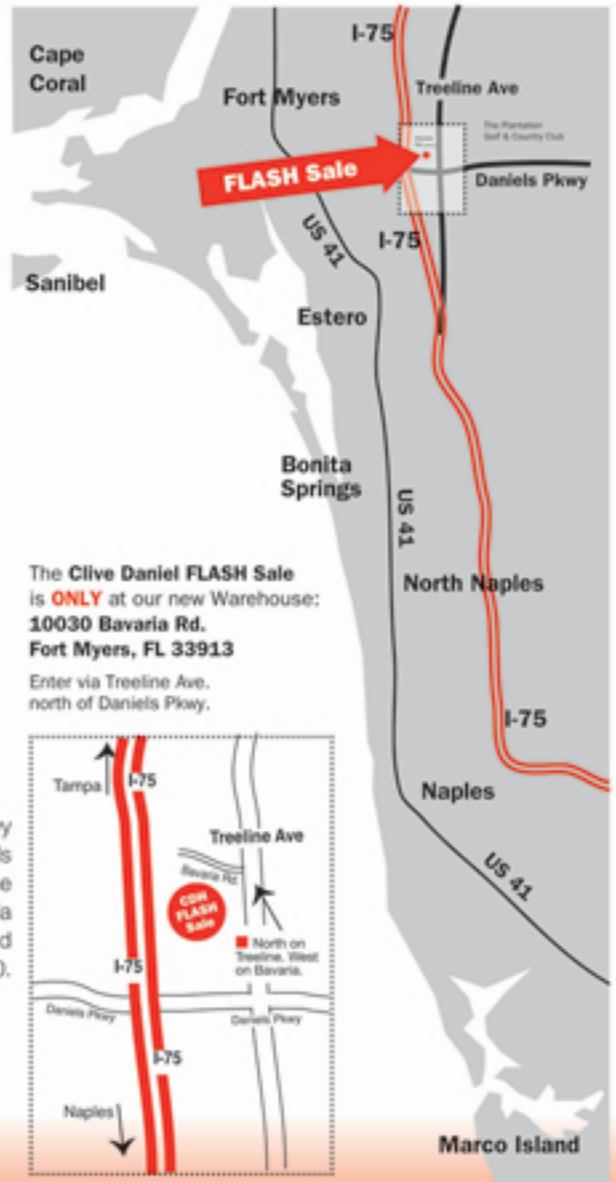 I-75
Cape
Coral
Treeline Ave
Fort Myers
The Plantation
Golf & Country Club
FLASH Sale
Daniels Pkwy
US 41
I-75
Sanibel
Estero
Bonita
Springs
US 41
The Clive Daniel FLASH Sale
is ONLY at our new Warehouse:
10030 Bavaria Rd.
Fort Myers, FL 33913
North Naples
Enter via Treeline Ave.
north of Daniels Pkwy.
I-75
Naples
US 41
Tampa
I-75
Treeline Ave
Bavaria Rd.
CDH
FLASH
Sale
North on
Treeline. West
on Bavaria.
I-75
Daniels Pkwy
Daniels Pkwy
I-75
Naples
Marco Island